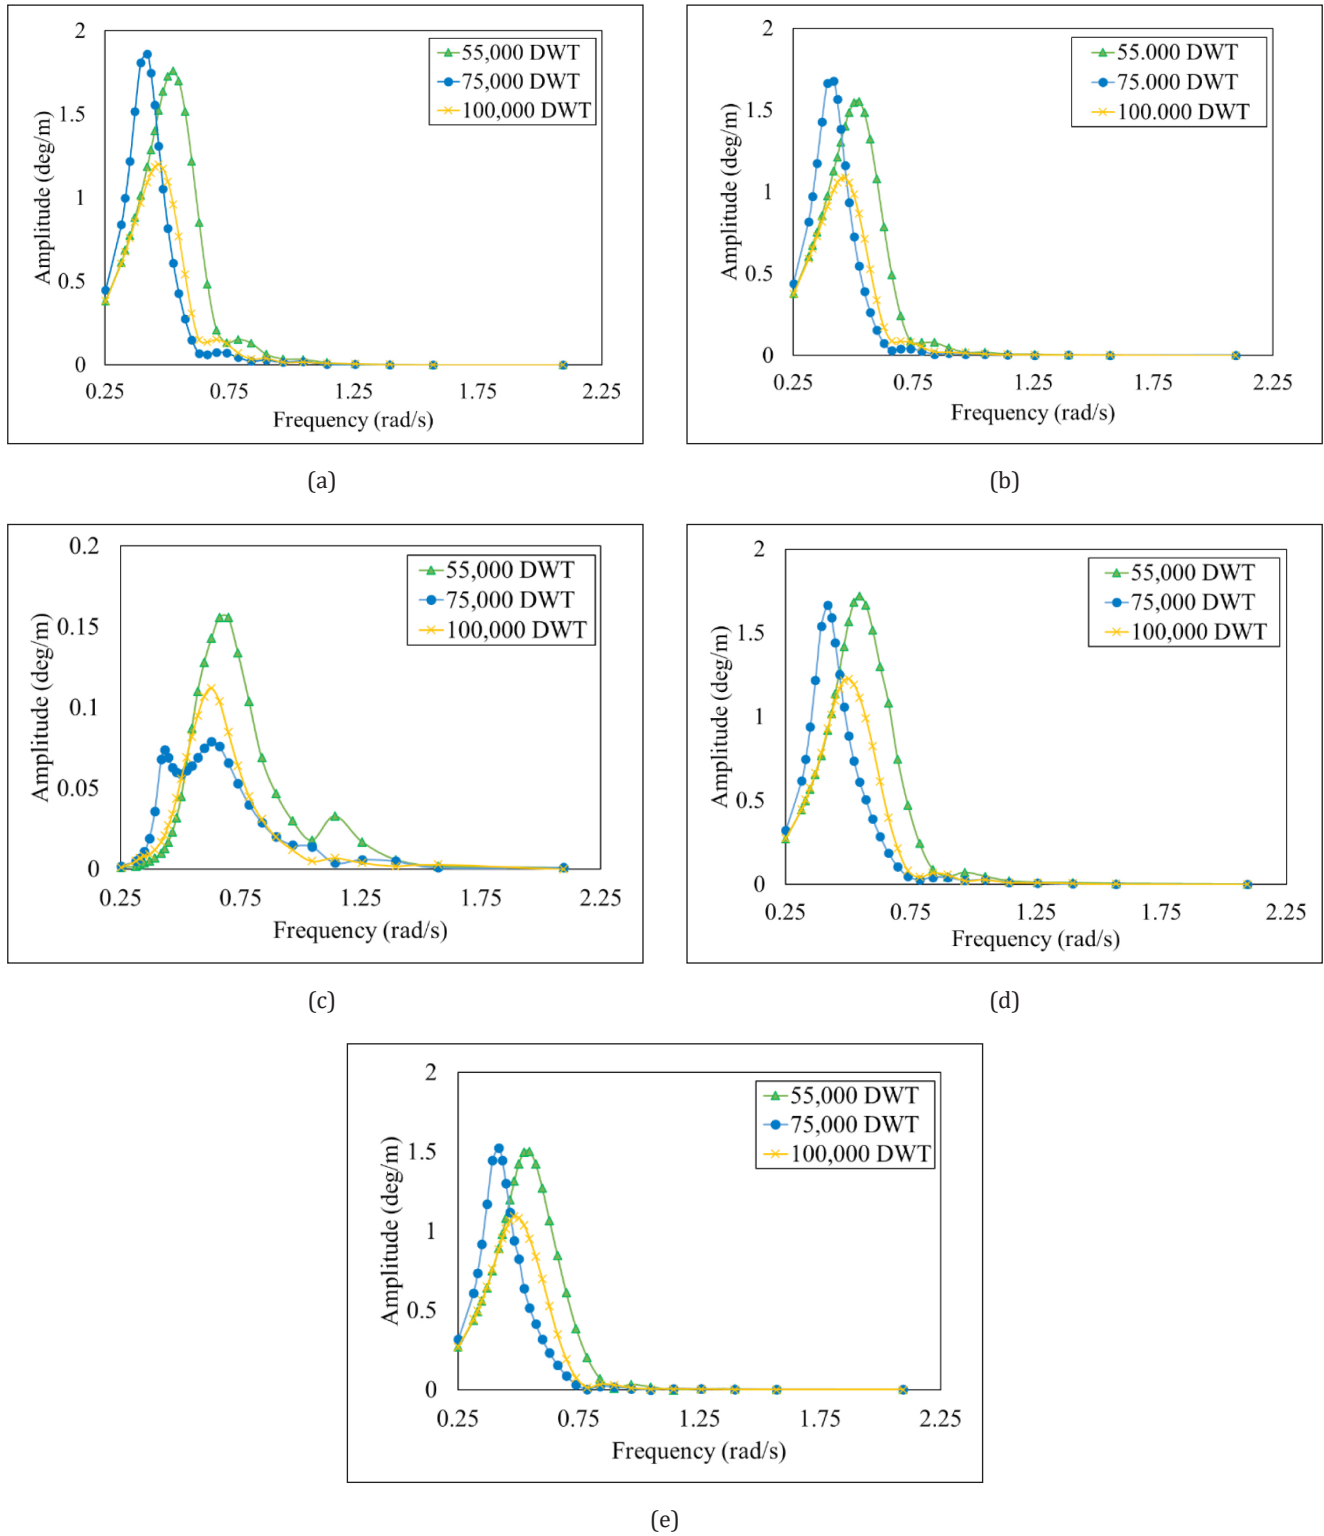 2
1.5
1
0.5
0
Amplitude (deg/m)
55,000 DWT
75,000 DWT
100,000 DWT
0.25 0.75 1.25 1.75 2.25
Frequency (rad/s)
(a)
2
1.5
1
0.5
0
Amplitude (deg/m)
55.000 DWT
75.000 DWT
100.000 DWT
0.25 0.75 1.25 1.75 2.25
Frequency (rad/s)
(b)
0.2
0.15
0.1
0.05
0
Amplitude (deg/m)
55,000 DWT
75,000 DWT
100,000 DWT
0.25 0.75 1.25 1.75 2.25
Frequency (rad/s)
(c)
2
1.5
1
0.5
0
Amplitude (deg/m)
55,000 DWT
75,000 DWT
100,000 DWT
0.25 0.75 1.25 1.75 2.25
Frequency (rad/s)
(d)
2
1.5
1
0.5
0
Amplitude (deg/m)
55,000 DWT
75,000 DWT
100,000 DWT
0.25 0.75 1.25 1.75 2.25
Frequency (rad/s)
(e)